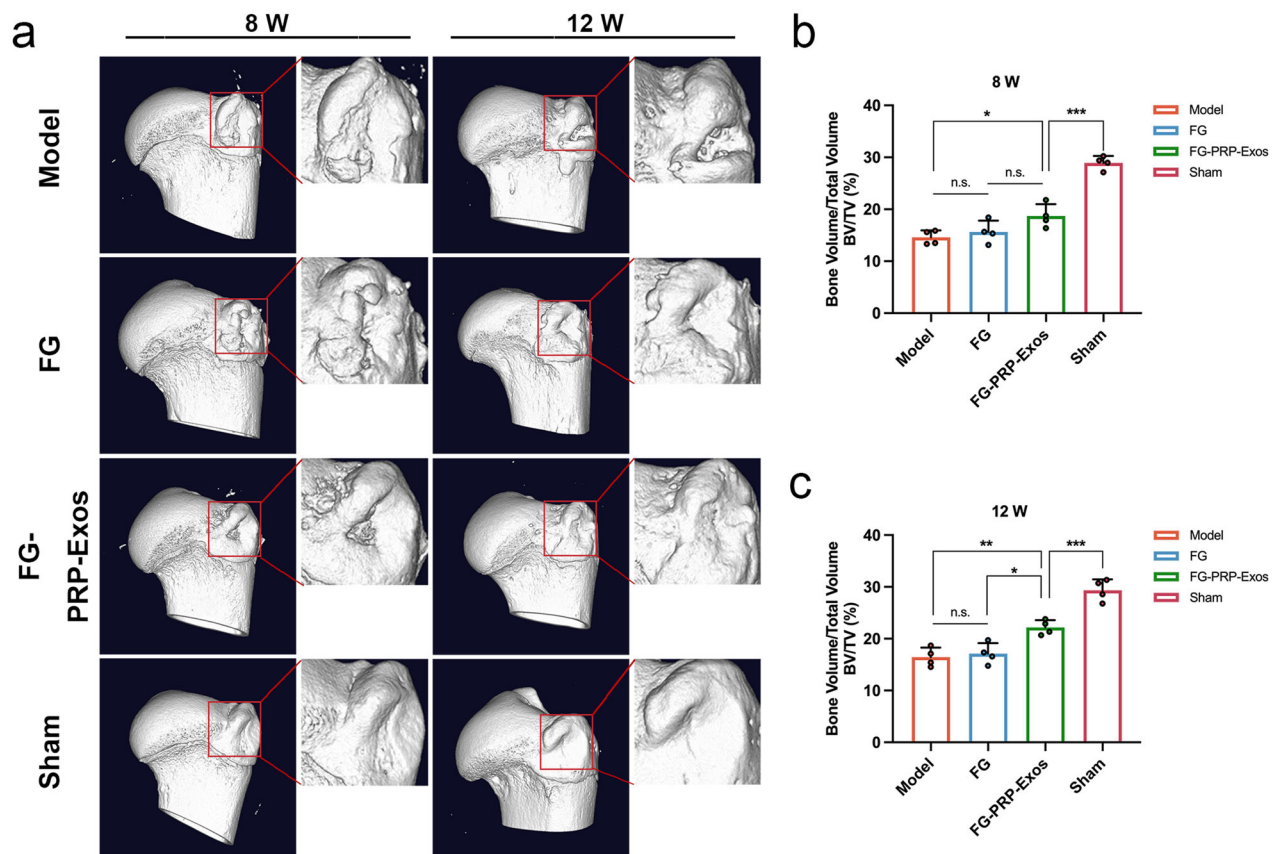 a
8 W
12 W
Model
FG
FG-
PRP-Exos
Sham
b
8 W
Bone Volume/Total Volume
BV/TV (%)
40
30
20
10
0
*
***
n.s.
n.s.
Model
FG
FG-PRP-Exos
Sham
Model
FG
FG-PRP-Exos
Sham
c
12 W
Bone Volume/Total Volume
BV/TV (%)
40
30
20
10
0
**
***
*
n.s.
Model
FG
FG-PRP-Exos
Sham
Model
FG
FG-PRP-Exos
Sham